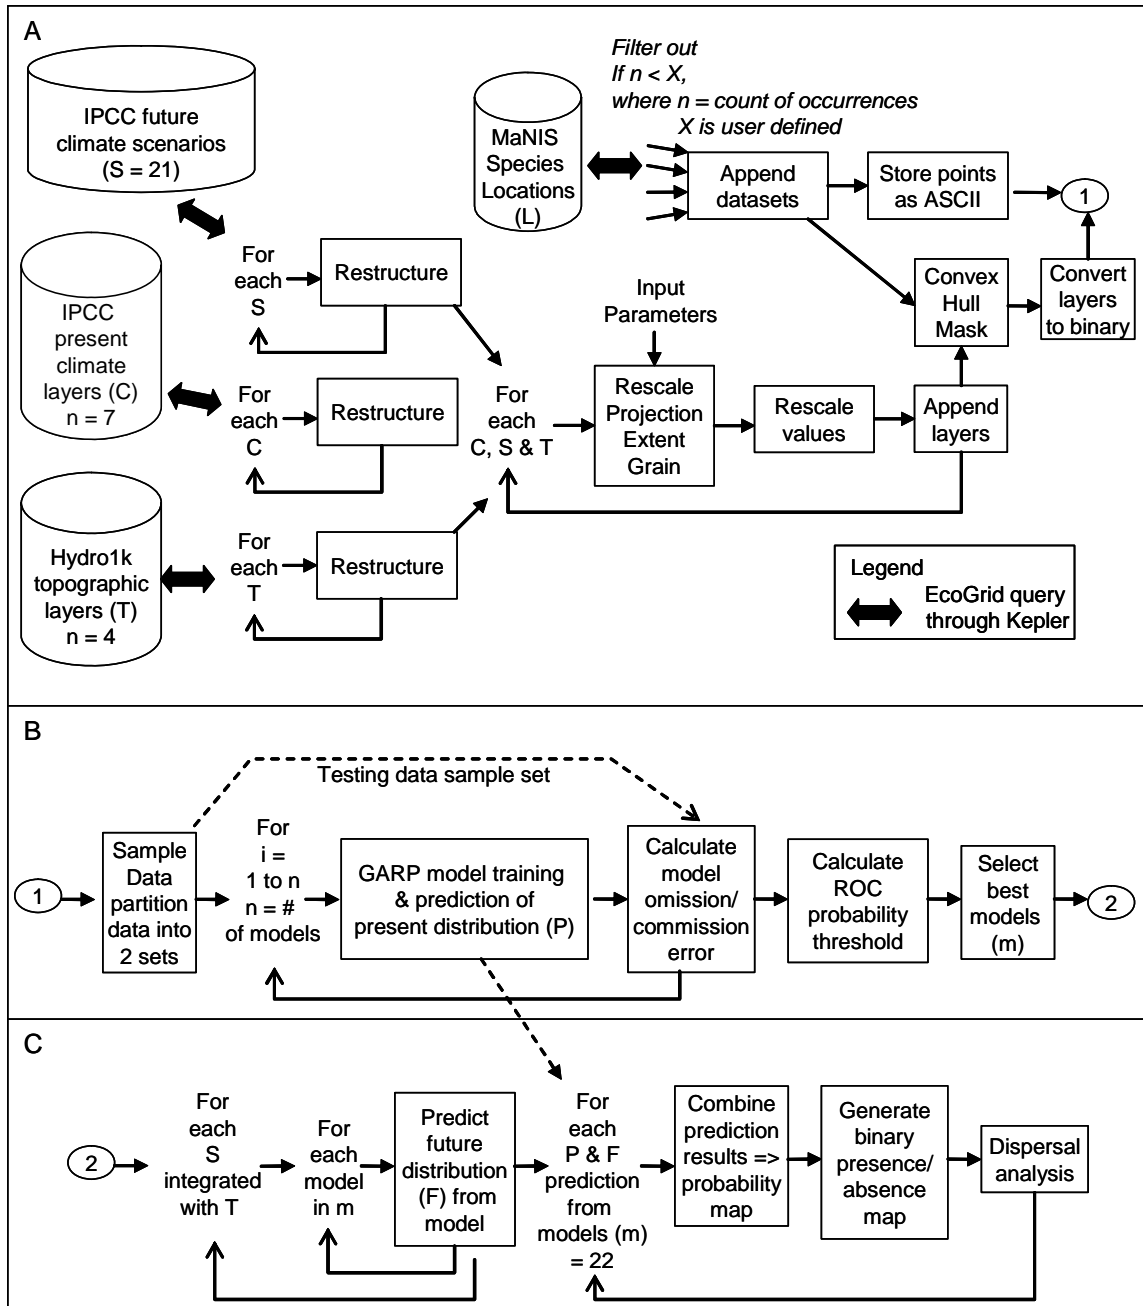 A
IPCC future
climate scenarios
(S = 21)
Filter out
If n < X,
where n = count of occurrences
X is user defined
MaNIS
Species
Locations
(L)
Append
datasets
Store points
as ASCII
1
IPCC
present
climate
layers (C)
n = 7
For
each
S
Restructure
Convex
Hull
Mask
Convert
layers
to binary
Input
Parameters
For
each
C
Restructure
For
each
C, S & T
Rescale
Projection
Extent
Grain
Rescale
values
Append
layers
Hydro1k
topographic
layers (T)
n = 4
For
each
T
Restructure
Legend
EcoGrid query
through Kepler
B
Testing data sample set
1
Sample
Data
partition
data into
2 sets
For
i =
1 to n
n = #
of models
GARP model training
& prediction of
present distribution (P)
Calculate
model
omission/
commission
error
Calculate
ROC
probability
threshold
Select
best
models
(m)
2
C
2
For
each
S
integrated
with T
For
each
model
in m
Predict
future
distribution
(F) from
model
For
each
P & F
prediction
from
models (m)
= 22
Combine
prediction
results =>
probability
map
Generate
binary
presence/
absence
map
Dispersal
analysis